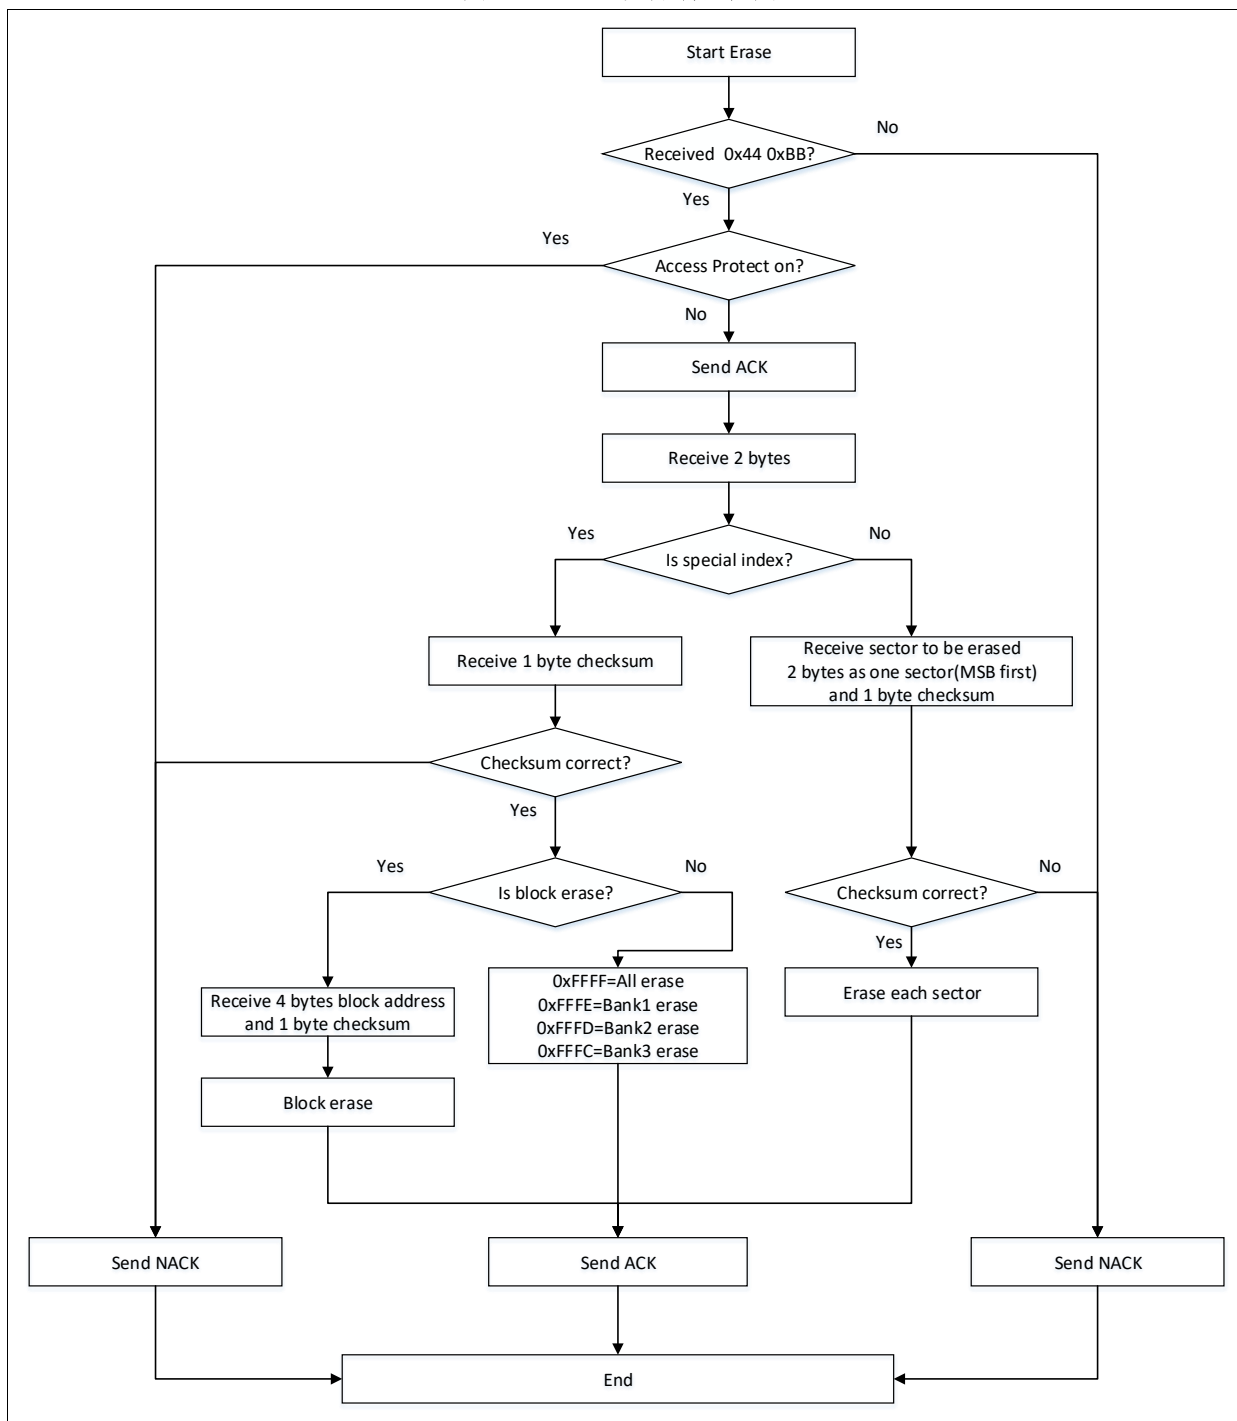 Start Erase
No
Received 0x44 0xBB?
Yes
Yes
Access Protect on?
No
Send ACK
Receive 2 bytes
Yes
No
Is special index?
Receive 1 byte checksum
Receive sector to be erased
2 bytes as one sector(MSB first)
and 1 byte checksum
Checksum correct?
Yes
Yes
No
No
Is block erase?
Checksum correct?
Yes
Receive 4 bytes block address
and 1 byte checksum
0xFFFF=All erase
0xFFFE=Bank1 erase
0xFFFD=Bank2 erase
0xFFFC=Bank3 erase
Erase each sector
Block erase
Send NACK
Send ACK
Send NACK
End